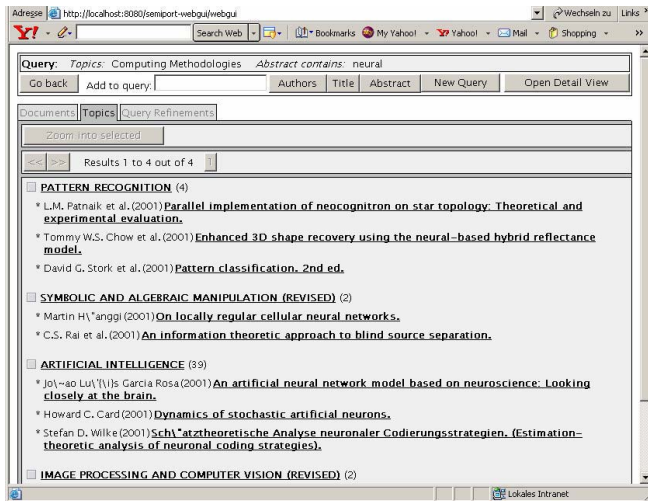 Adresse http://localhost:8080/semiport-webgui/webgui Wechseln zu Links »
Y! Search Web Bookmarks My Yahoo! Yahoo! Mail Shopping »
Query: Topics: Computing Methodologies Abstract contains: neural
Go back Add to query: Authors Title Abstract New Query Open Detail View
Documents Topics Query Refinements
Zoom into selected
<< >> Results 1 to 4 out of 4 1
PATTERN RECOGNITION (4)
* L.M. Patnaik et al.(2001) Parallel implementation of neocognitron on star topology: Theoretical and
experimental evaluation.
* Tommy W.S. Chow et al.(2001) Enhanced 3D shape recovery using the neural-based hybrid reflectance
model.
* David G. Stork et al.(2001) Pattern classification. 2nd ed.
SYMBOLIC AND ALGEBRAIC MANIPULATION (REVISED) (2)
* Martin H\"anggi(2001) On locally regular cellular neural networks.
* C.S. Rai et al.(2001) An information theoretic approach to blind source separation.
ARTIFICIAL INTELLIGENCE (39)
* Jo\~ao Lu\'{\i}s Garcia Rosa(2001) An artificial neural network model based on neuroscience: Looking
closely at the brain.
* Howard C. Card(2001) Dynamics of stochastic artificial neurons.
* Stefan D. Wilke(2001) Sch\"atztheoretische Analyse neuronaler Codierungsstrategien. (Estimation-
theoretic analysis of neuronal coding strategies).
IMAGE PROCESSING AND COMPUTER VISION (REVISED) (2)
Lokales Intranet